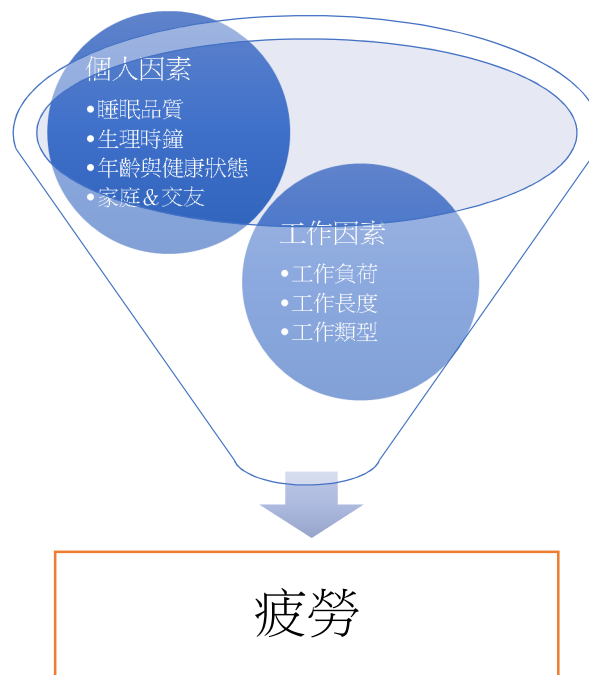 個人因素
•睡眠品質
•生理時鐘
•年齡與健康狀態
•家庭＆交友
工作因素
•工作負荷
•工作長度
•工作類型
疲勞